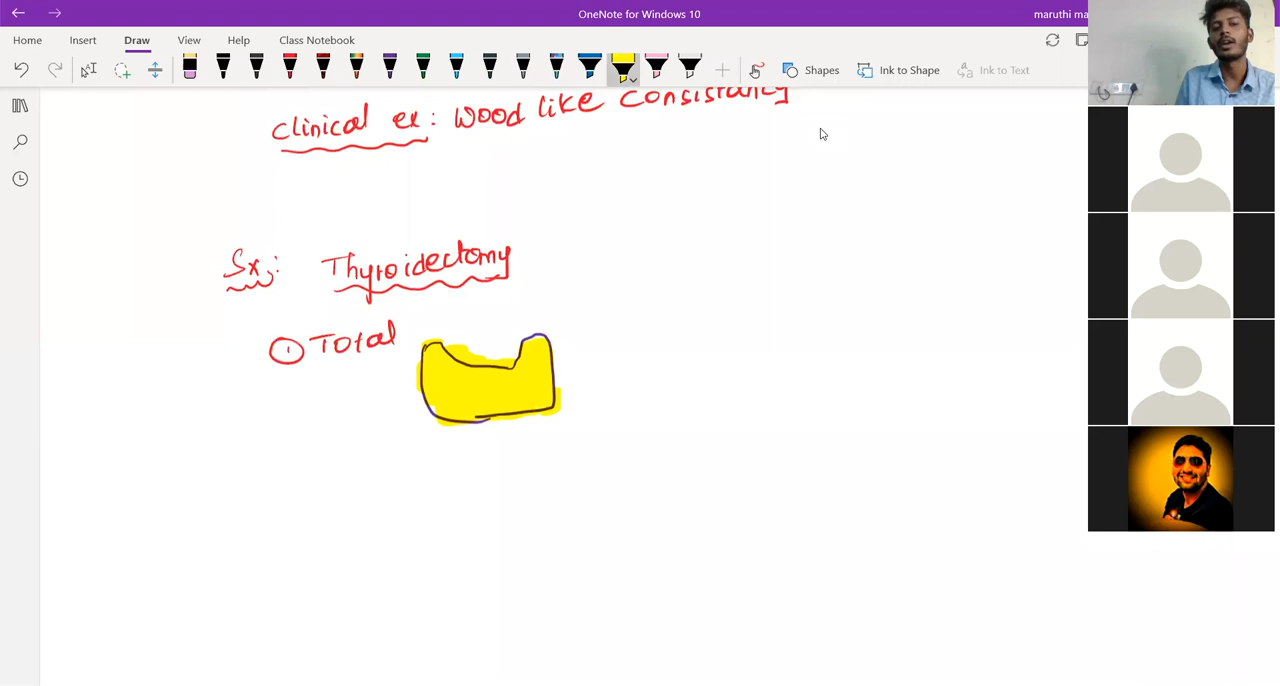 OneNote for Windows 10
maruthi ma
Home Insert Draw View Help Class Notebook
Shapes Ink to Shape Ink to Text
Clinical ex: Wood like Consistancy
Sx: Thyroidectomy
① Total